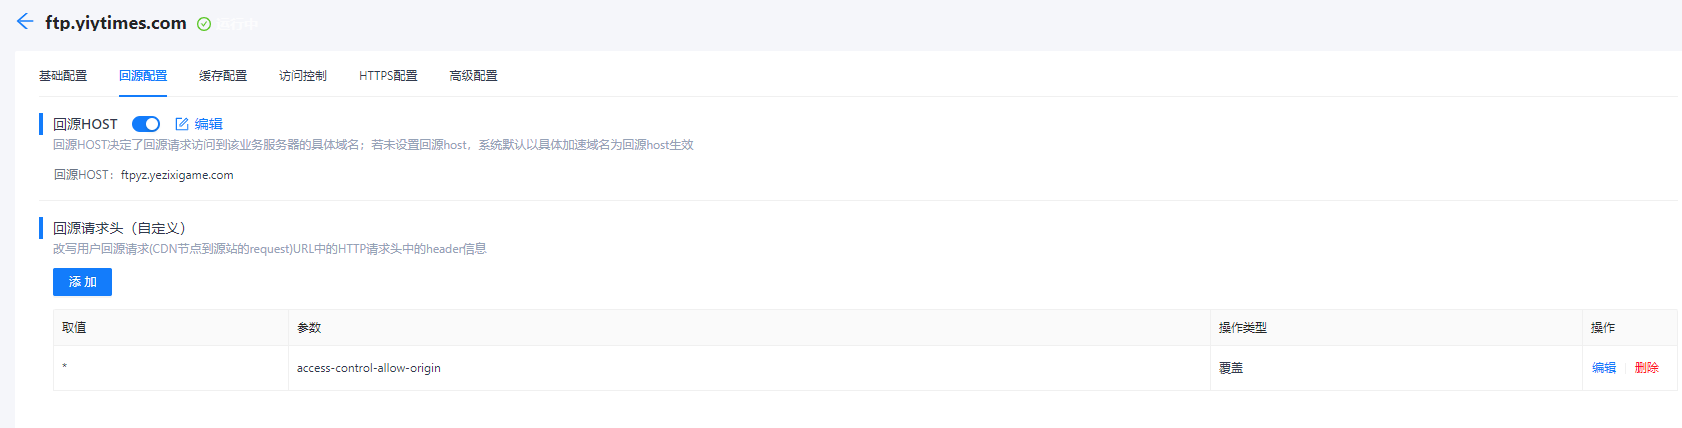 ftp.yiytimes.com 运行中
基础配置 回源配置 缓存配置 访问控制 HTTPS配置 高级配置
回源HOST 编辑
回源HOST决定了回源请求访问到该业务服务器的具体域名；若未设置回源host，系统默认以具体加速域名为回源host生效
回源HOST：ftpyz.yezixigame.com
回源请求头（自定义）
改写用户回源请求(CDN节点到源站的request)URL中的HTTP请求头中的header信息
添加
取值 参数 操作类型 操作
* access-control-allow-origin 覆盖 编辑 删除